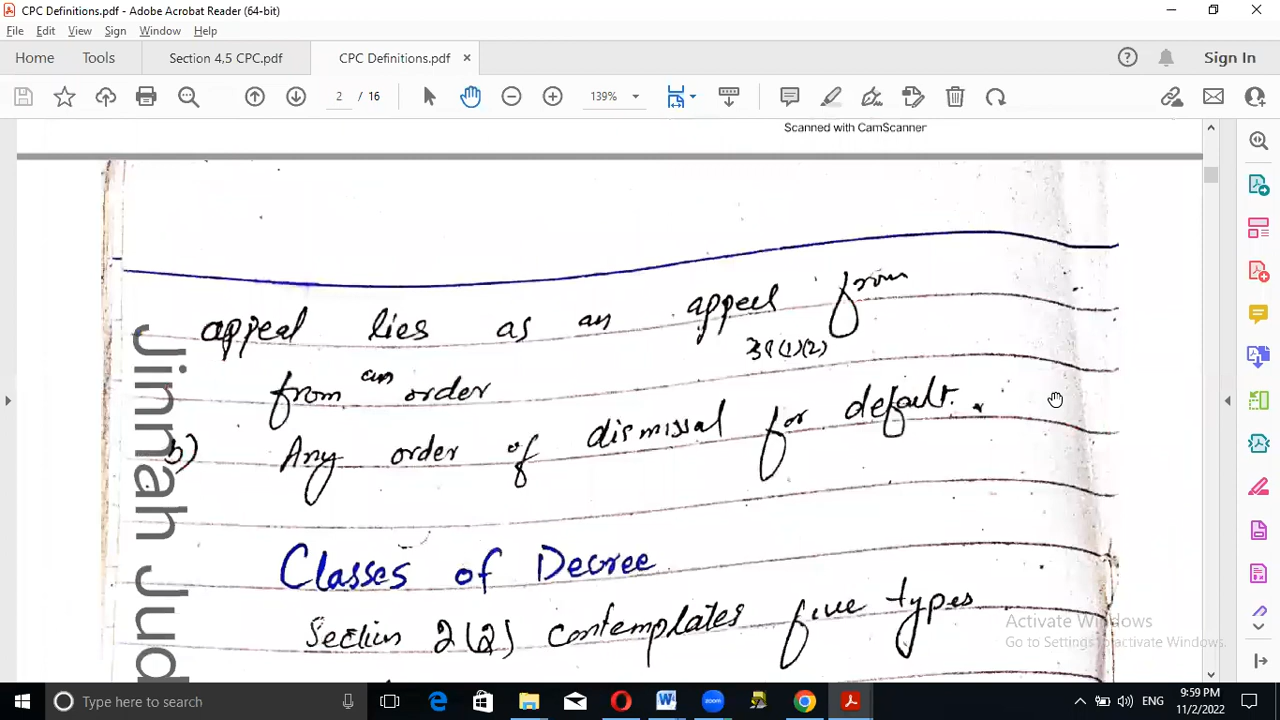 CPC Definitions.pdf - Adobe Acrobat Reader (64-bit)
File Edit View Sign Window Help
Home Tools Section 4,5 CPC.pdf CPC Definitions.pdf × Sign In
2 / 16 139%
Scanned with CamScanner
appeal lies as an appeal from
from an order
b) Any order of dismissal for default.
Classes of Decree
Section 2(2) contemplates five types
Jinnah Jud
Activate Windows
Go to Settings to activate Windows.
Type here to search
ENG
9:59 PM
11/2/2022